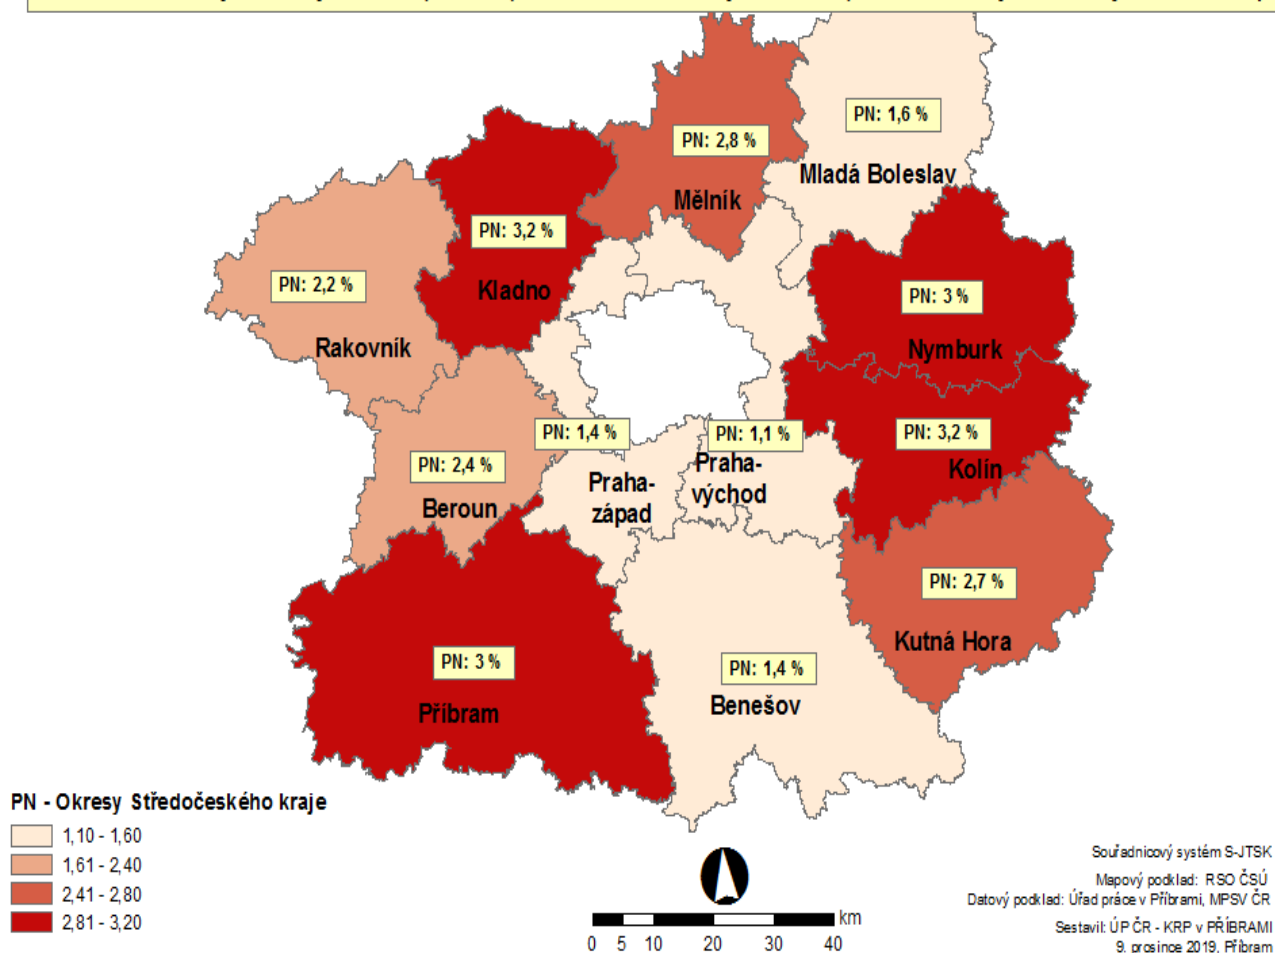 PN: 1,6 %
Mladá Boleslav
PN: 2,8 %
Mělník
PN: 3,2 %
Kladno
PN: 2,2 %
Rakovník
PN: 3 %
Nymburk
PN: 1,4 %
Praha-
západ
PN: 1,1 %
Praha-
východ
PN: 3,2 %
Kolín
PN: 2,4 %
Beroun
PN: 2,7 %
Kutná Hora
PN: 3 %
Příbram
PN: 1,4 %
Benešov
PN - Okresy Středočeského kraje
1,10 - 1,60
1,61 - 2,40
2,41 - 2,80
2,81 - 3,20
km
0 5 10 20 30 40
Souřadnicový systém S-JTSK
Mapový podklad: RSO ČSÚ
Datový podklad: Úřad práce v Příbrami, MPSV ČR
Sestavil: ÚP ČR - KRP v PŘÍBRAMI
9. prosince 2019, Příbram